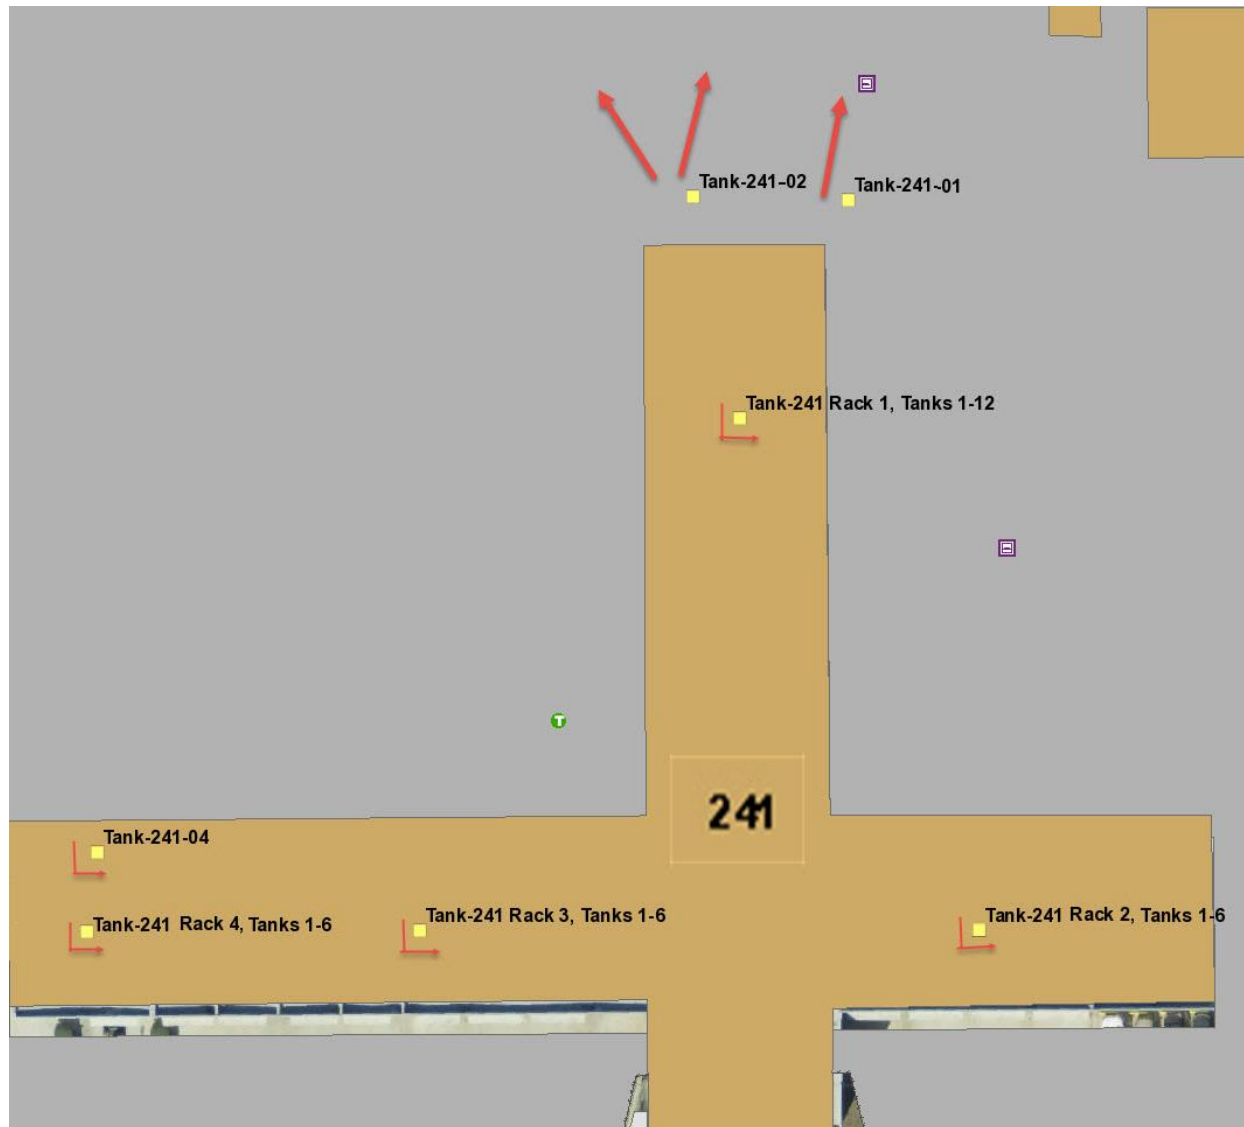 Tank-241-02
Tank-241-01
Tank-241 Rack 1, Tanks 1-12
T
241
Tank-241-04
Tank-241 Rack 4, Tanks 1-6
Tank-241 Rack 3, Tanks 1-6
Tank-241 Rack 2, Tanks 1-6